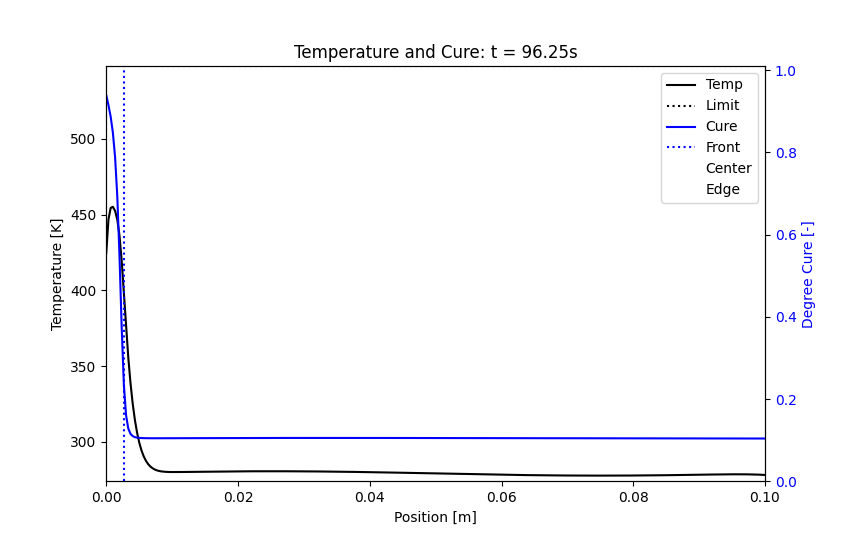 Temperature and Cure: t = 96.25s
Temp
Limit
Cure
Front
Center
Edge
Temperature [K]
500
450
400
350
300
Degree Cure [-]
1.0
0.8
0.6
0.4
0.2
0.0
0.00 0.02 0.04 0.06 0.08 0.10
Position [m]